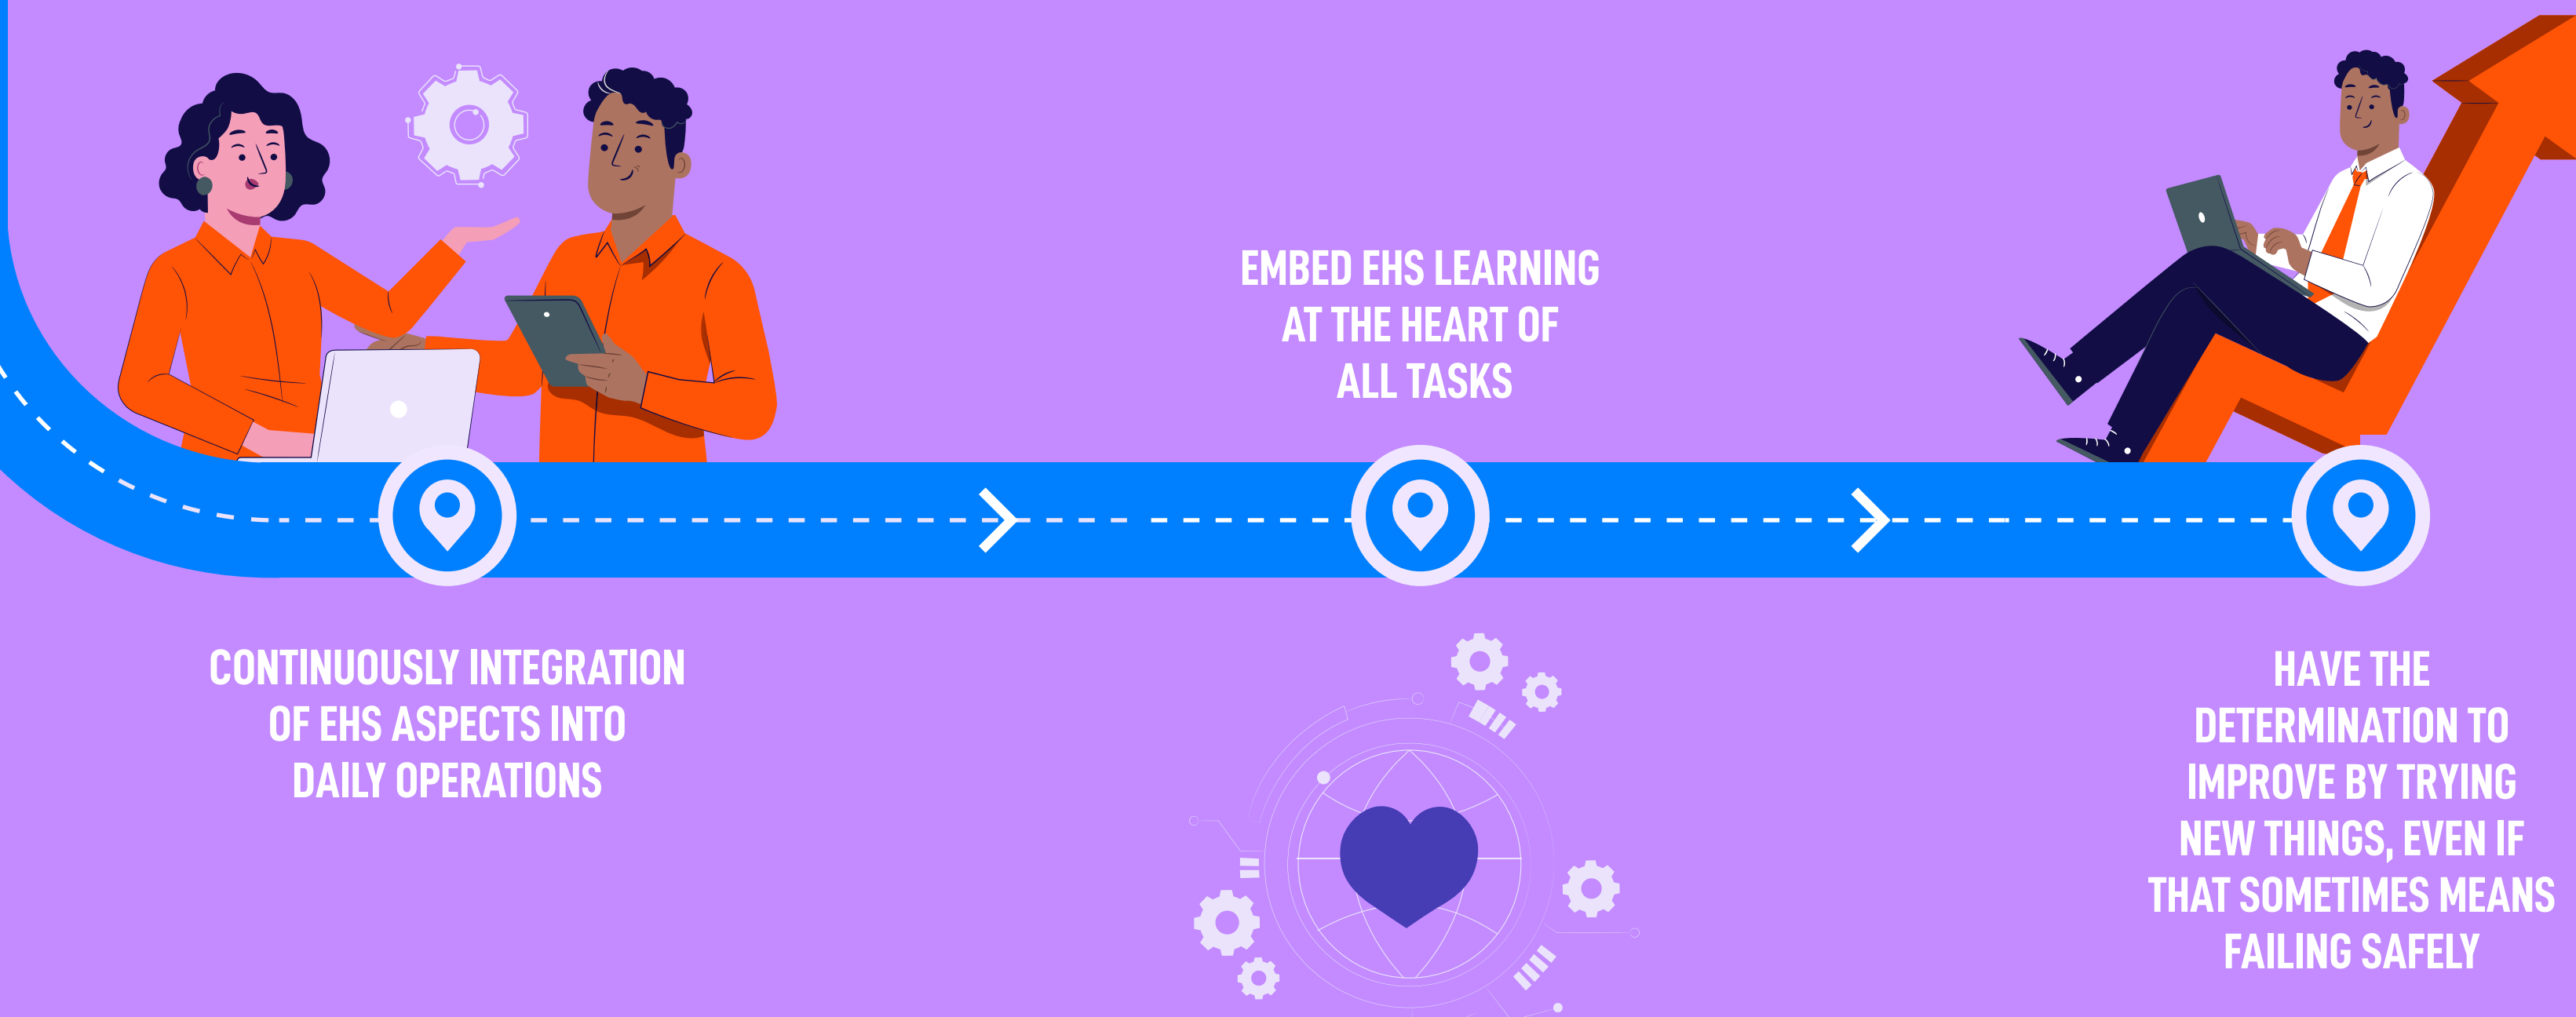 CONTINUOUSLY INTEGRATION
OF EHS ASPECTS INTO
DAILY OPERATIONS
EMBED EHS LEARNING
AT THE HEART OF
ALL TASKS
HAVE THE
DETERMINATION TO
IMPROVE BY TRYING
NEW THINGS, EVEN IF
THAT SOMETIMES MEANS
FAILING SAFELY